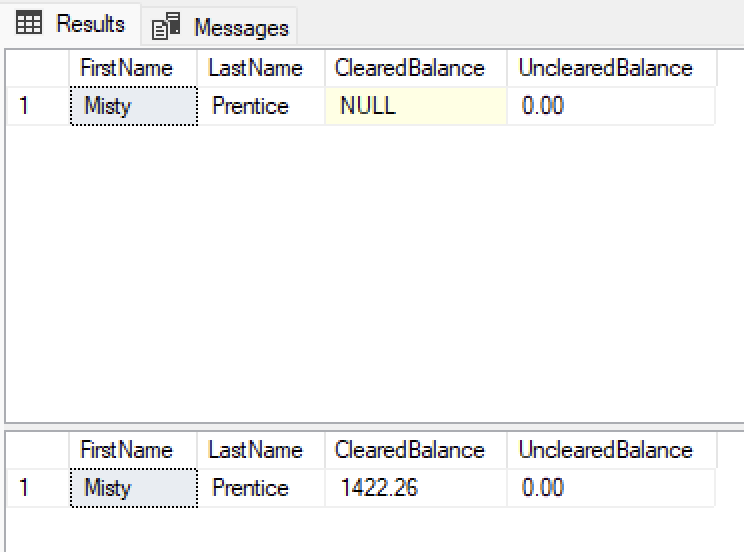 Results Messages
FirstName LastName ClearedBalance UnclearedBalance
1 Misty Prentice NULL 0.00
FirstName LastName ClearedBalance UnclearedBalance
1 Misty Prentice 1422.26 0.00